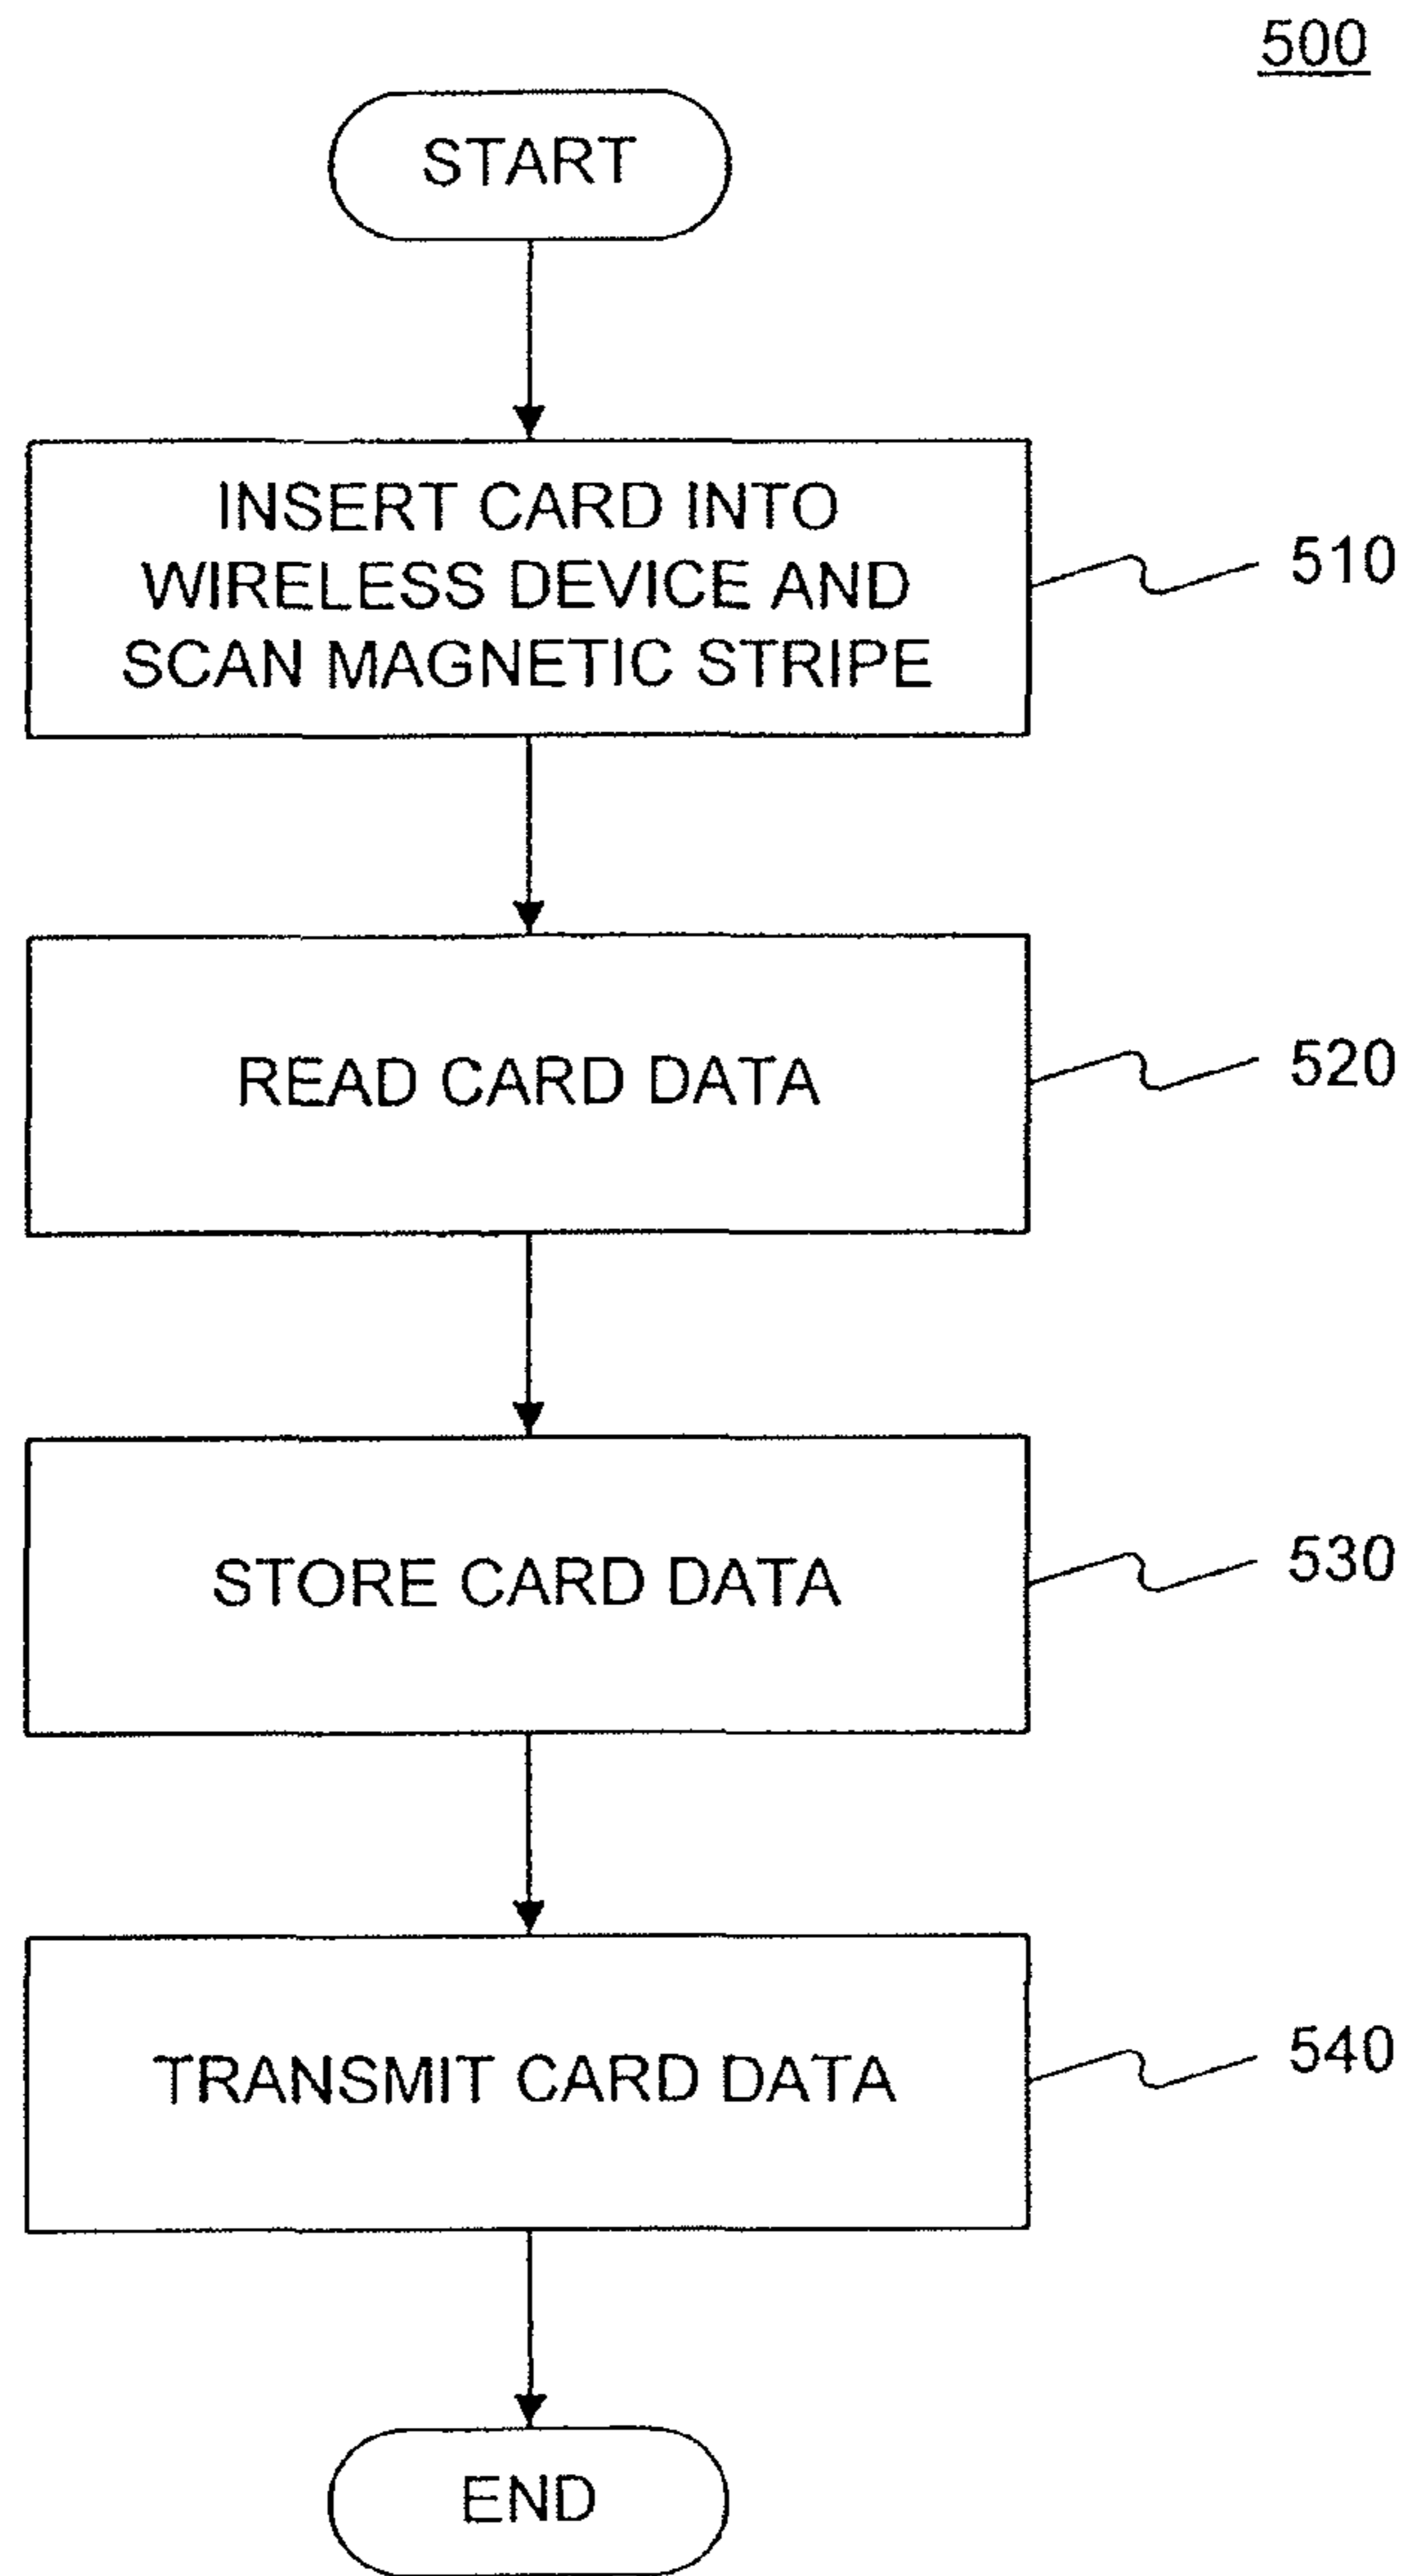 500
START
INSERT CARD INTO
WIRELESS DEVICE AND
SCAN MAGNETIC STRIPE
510
READ CARD DATA
520
STORE CARD DATA
530
TRANSMIT CARD DATA
540
END